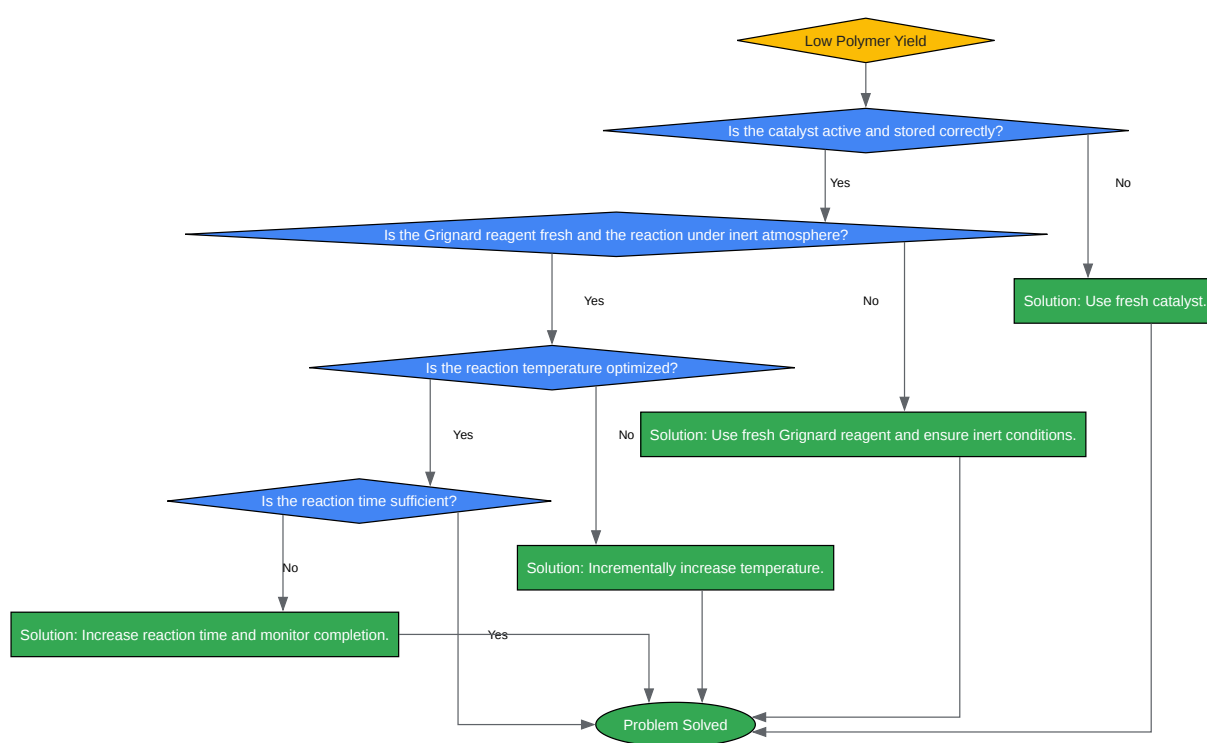 Low Polymer Yield
Is the catalyst active and stored correctly?
Yes
No
Is the Grignard reagent fresh and the reaction under inert atmosphere?
Yes
No
Solution: Use fresh catalyst.
Is the reaction temperature optimized?
Yes
No
Solution: Use fresh Grignard reagent and ensure inert conditions.
Is the reaction time sufficient?
No
Solution: Incrementally increase temperature.
Solution: Increase reaction time and monitor completion.
Yes
Problem Solved